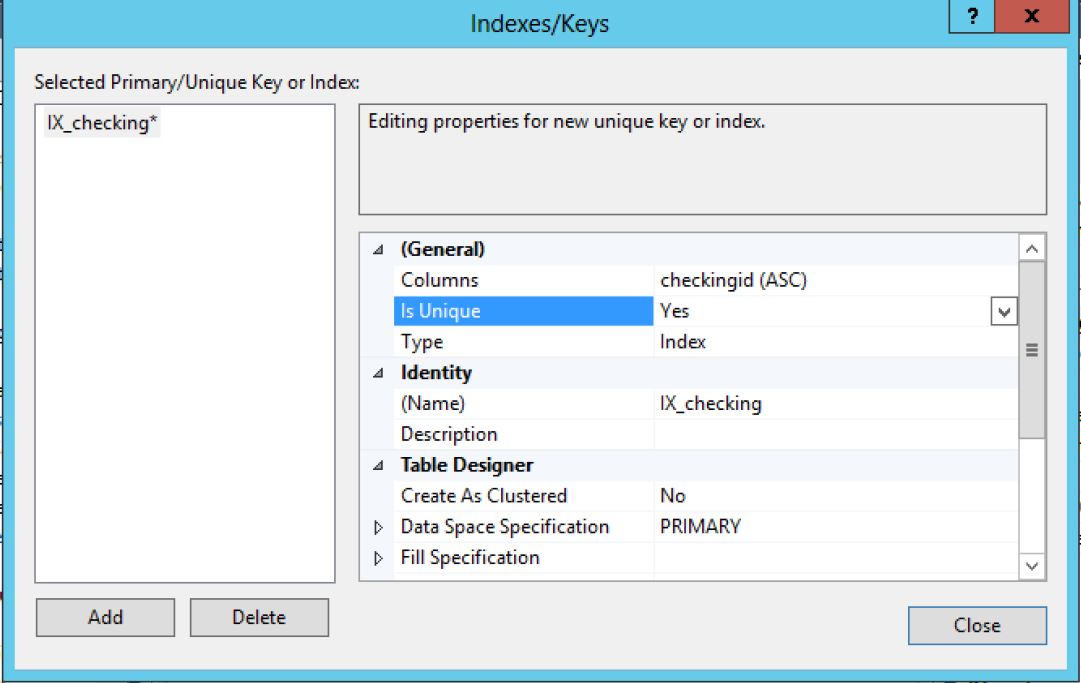 Indexes/Keys
? x
Selected Primary/Unique Key or Index:
IX_checking*
Editing properties for new unique key or index.
(General)
Columns checkingid (ASC)
Is Unique Yes
Type Index
Identity
(Name) IX_checking
Description
Table Designer
Create As Clustered No
Data Space Specification PRIMARY
Fill Specification
Add Delete
Close